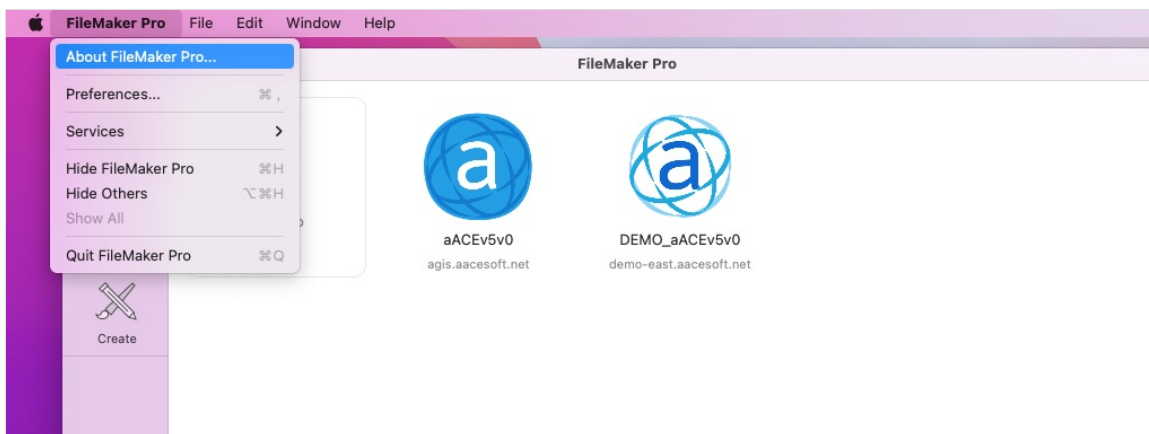 FileMaker Pro File Edit Window Help
About FileMaker Pro...
Preferences... ⌘ ,
Services
Hide FileMaker Pro ⌘H
Hide Others ⌥⌘H
Show All
Quit FileMaker Pro ⌘Q
FileMaker Pro
a
a
aACEv5v0
DEMO_aACEv5v0
agis.aacesoft.net
demo-east.aacesoft.net
Create